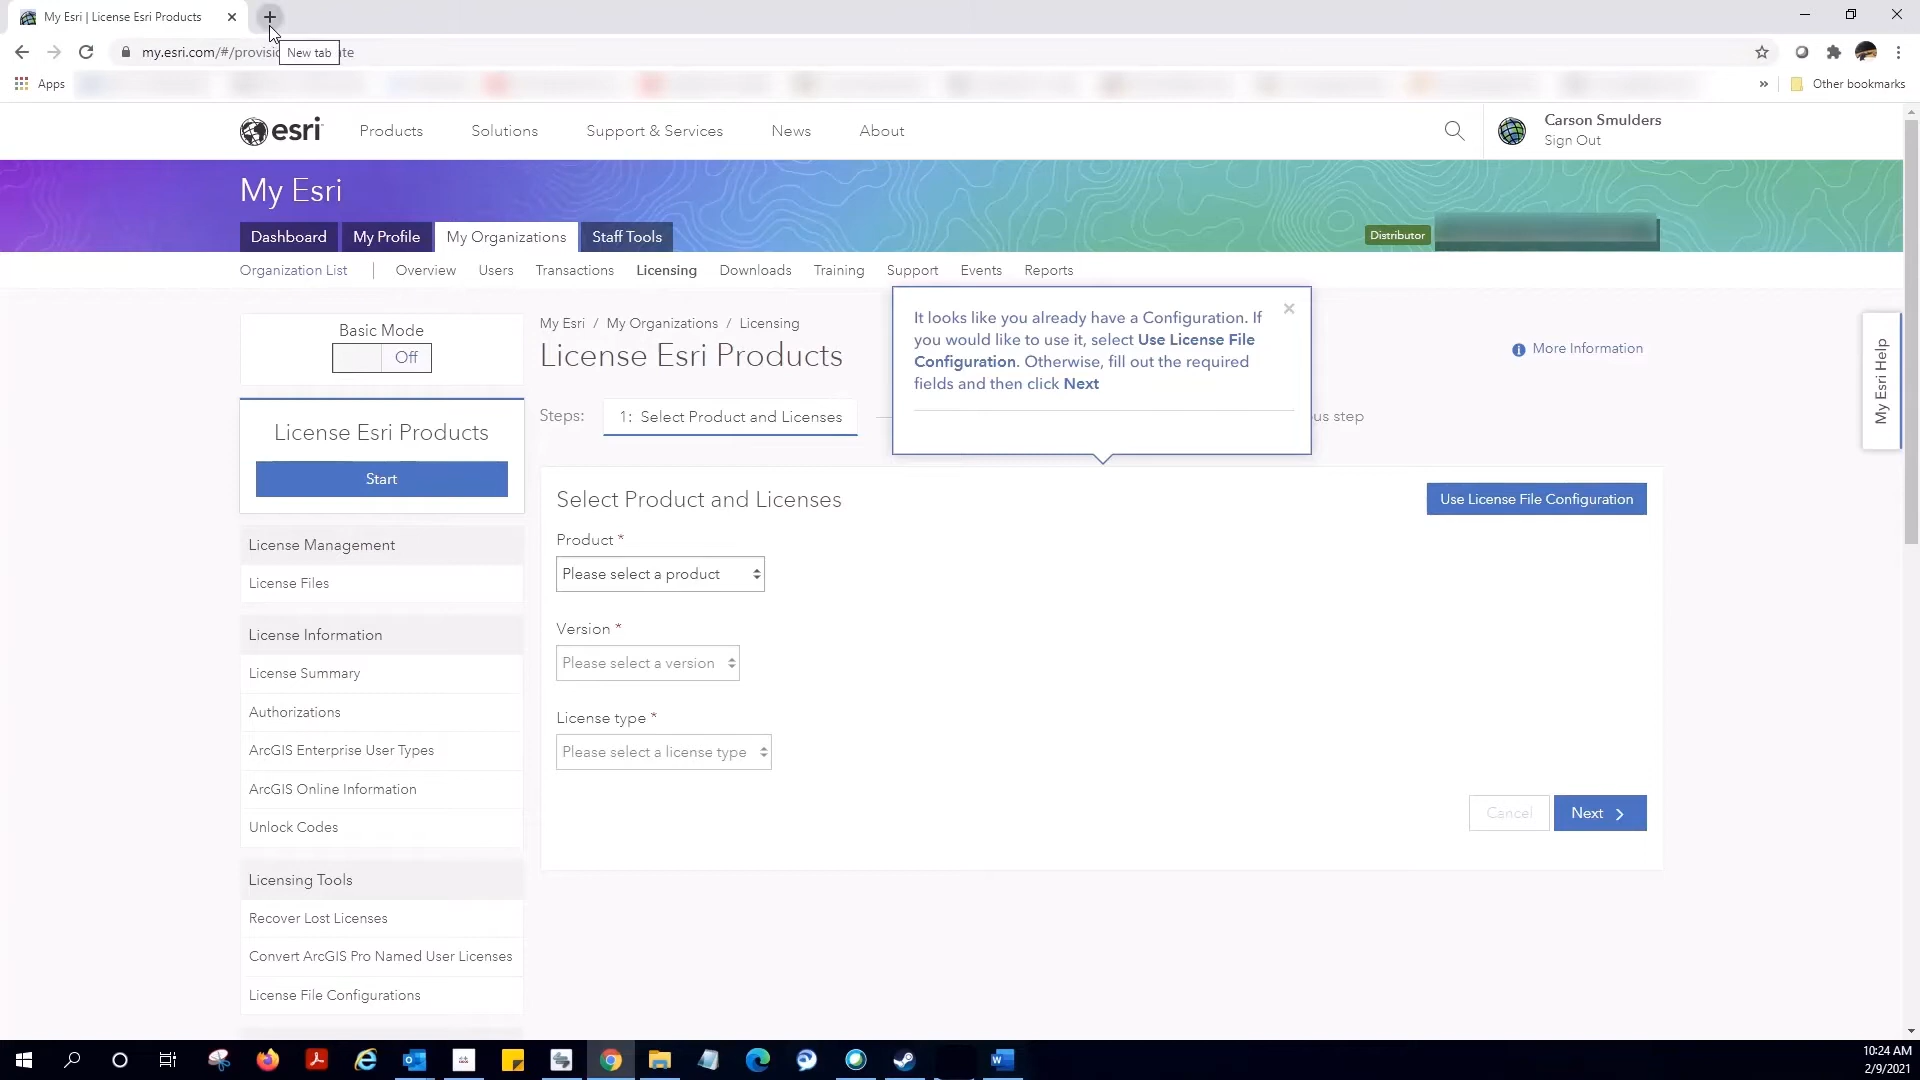 My Esri | License Esri Products
my.esri.com/#/provisi
te
New tab
Apps
Other bookmarks
esri
Products
Solutions
Support & Services
News
About
Carson Smulders
Sign Out
My Esri
Dashboard
My Profile
My Organizations
Staff Tools
Distributor
Organization List
Overview
Users
Transactions
Licensing
Downloads
Training
Support
Events
Reports
Basic Mode
Off
My Esri / My Organizations / Licensing
License Esri Products
More Information
It looks like you already have a Configuration. If
you would like to use it, select Use License File
Configuration. Otherwise, fill out the required
fields and then click Next
Steps:
1: Select Product and Licenses
us step
My Esri Help
License Esri Products
Start
License Management
License Files
License Information
License Summary
Authorizations
ArcGIS Enterprise User Types
ArcGIS Online Information
Unlock Codes
Licensing Tools
Recover Lost Licenses
Convert ArcGIS Pro Named User Licenses
License File Configurations
Select Product and Licenses
Use License File Configuration
Product *
Please select a product
Version *
Please select a version
License type *
Please select a license type
Cancel
Next
10:24 AM
2/9/2021